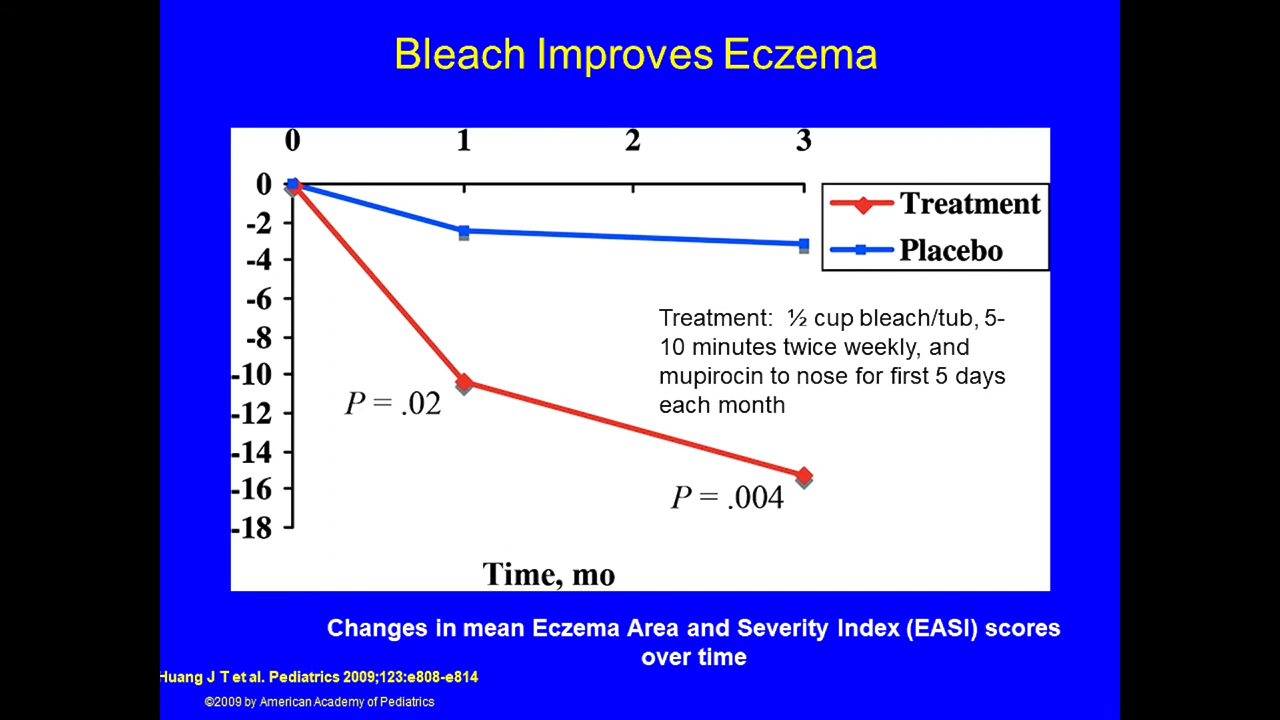 Bleach Improves Eczema
0 1 2 3
0
-2
-4
-6
-8
-10
-12
-14
-16
-18
Treatment
Placebo
Treatment: ½ cup bleach/tub, 5-
10 minutes twice weekly, and
mupirocin to nose for first 5 days
each month
P = .02
P = .004
Time, mo
Changes in mean Eczema Area and Severity Index (EASI) scores
over time
Huang J T et al. Pediatrics 2009;123:e808-e814
©2009 by American Academy of Pediatrics